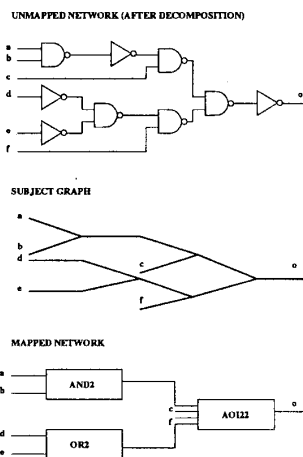 UNMAPPED NETWORK (AFTER DECOMPOSITION)
a
b
c
d
e
f
o
SUBJECT GRAPH
a
b
d
c
e
f
o
MAPPED NETWORK
a
b
AND2
c
f
AOI22
o
d
e
OR2